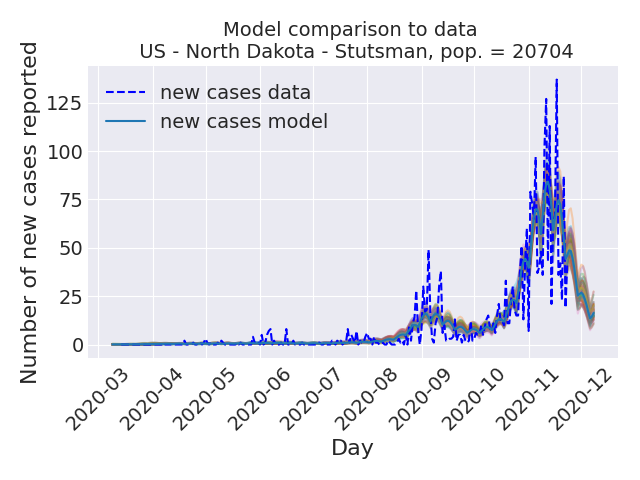 Model comparison to data
US - North Dakota - Stutsman, pop. = 20704
Number of new cases reported
125
100
75
50
25
0
new cases data
new cases model
2020-03
2020-04
2020-05
2020-06
2020-07
2020-08
2020-09
2020-10
2020-11
2020-12
Day